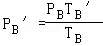 P_B′ = P_B T_B′ / T_B